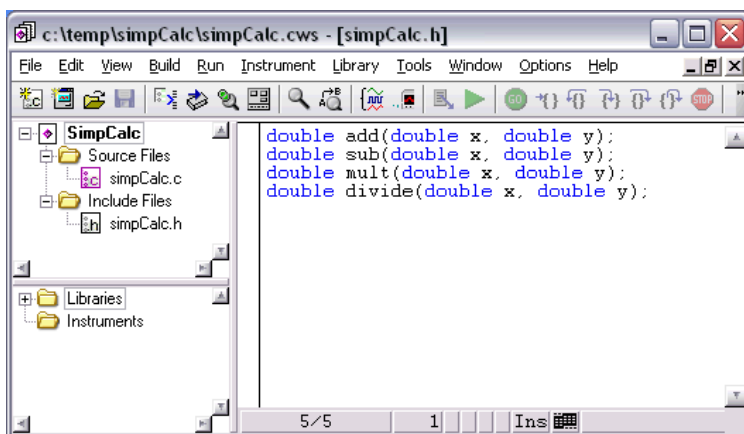 c:\temp\simpCalc\simpCalc.cws - [simpCalc.h]
File Edit View Build Run Instrument Library Tools Window Options Help
GO STOP
SimpCalc
Source Files
c simpCalc.c
Include Files
h simpCalc.h
Libraries
Instruments
double add(double x, double y);
double sub(double x, double y);
double mult(double x, double y);
double divide(double x, double y);
5/5 1 Ins